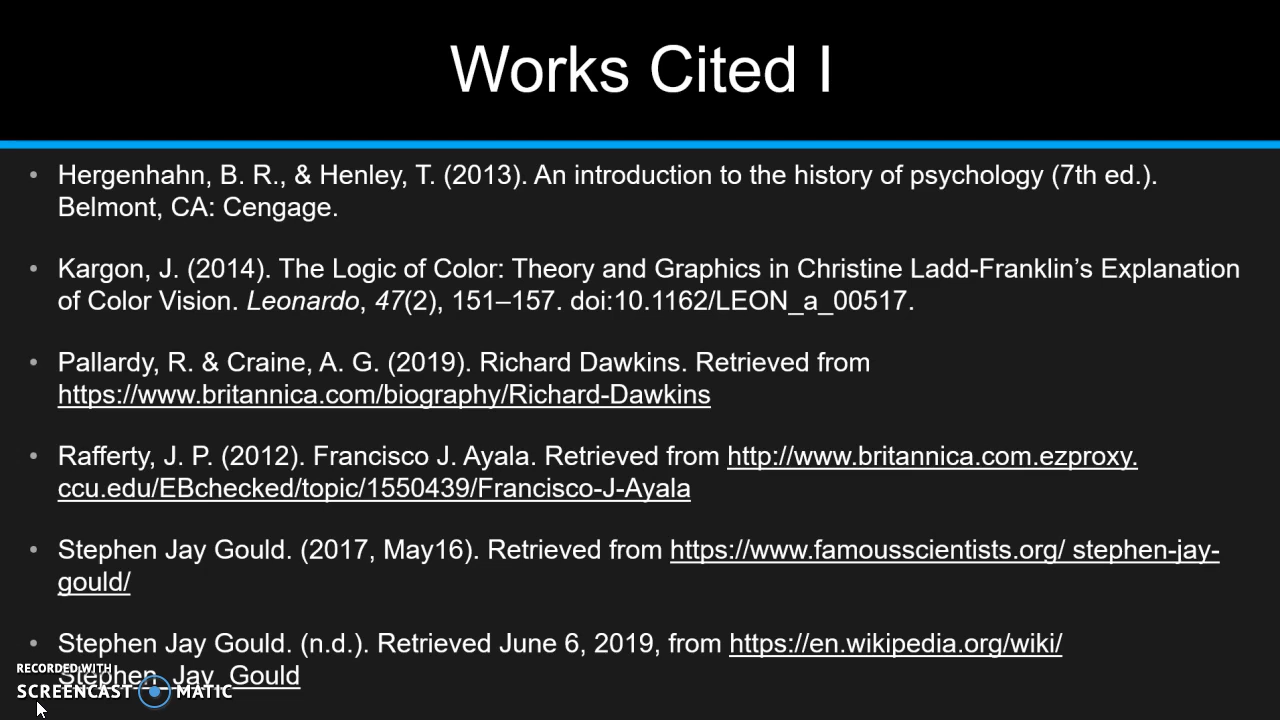 Works Cited I
• Hergenhahn, B. R., & Henley, T. (2013). An introduction to the history of psychology (7th ed.).
Belmont, CA: Cengage.
• Kargon, J. (2014). The Logic of Color: Theory and Graphics in Christine Ladd-Franklin’s Explanation
of Color Vision. Leonardo, 47(2), 151–157. doi:10.1162/LEON_a_00517.
• Pallardy, R. & Craine, A. G. (2019). Richard Dawkins. Retrieved from
https://www.britannica.com/biography/Richard-Dawkins
• Rafferty, J. P. (2012). Francisco J. Ayala. Retrieved from http://www.britannica.com.ezproxy.
ccu.edu/EBchecked/topic/1550439/Francisco-J-Ayala
• Stephen Jay Gould. (2017, May16). Retrieved from https://www.famousscientists.org/ stephen-jay-
gould/
• Stephen Jay Gould. (n.d.). Retrieved June 6, 2019, from https://en.wikipedia.org/wiki/
Stephen_Jay_Gould
RECORDED WITH
SCREENCAST MATIC